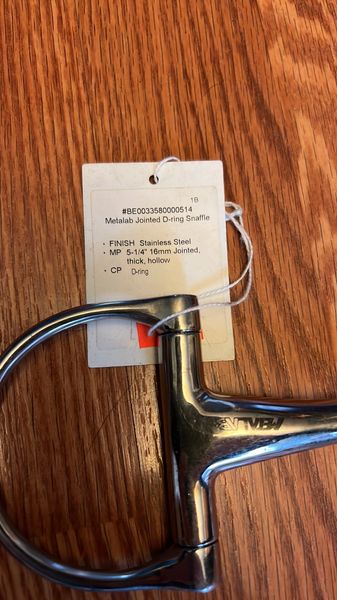 1B
#BE0033580000514
Metalab Jointed D-ring Snaffle
· FINISH Stainless Steel
· MP 5-1/4" 16mm Jointed,
thick, hollow
· CP D-ring